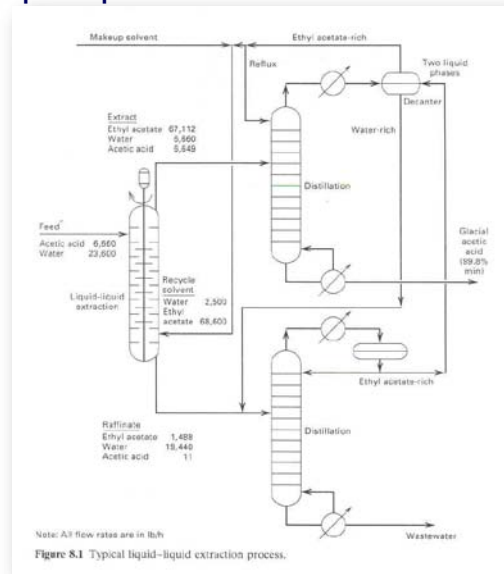 Makeup solvent
Ethyl acetate-rich
Reflux
Two liquid
phases
Decanter
Extract
Ethyl acetate 67,112
Water 6,660
Acetic acid 6,649
Water-rich
Distillation
Feed
Acetic acid 6,660
Water 23,600
Glacial
acetic
acid
(99.8%
min)
Liquid-liquid
extraction
Recycle
solvent
Water 2,500
Ethyl
acetate 68,600
Ethyl acetate-rich
Raffinate
Ethyl acetate 1,488
Water 19,440
Acetic acid 11
Distillation
Wastewater
Note: All flow rates are in lb/h
Figure 8.1 Typical liquid–liquid extraction process.